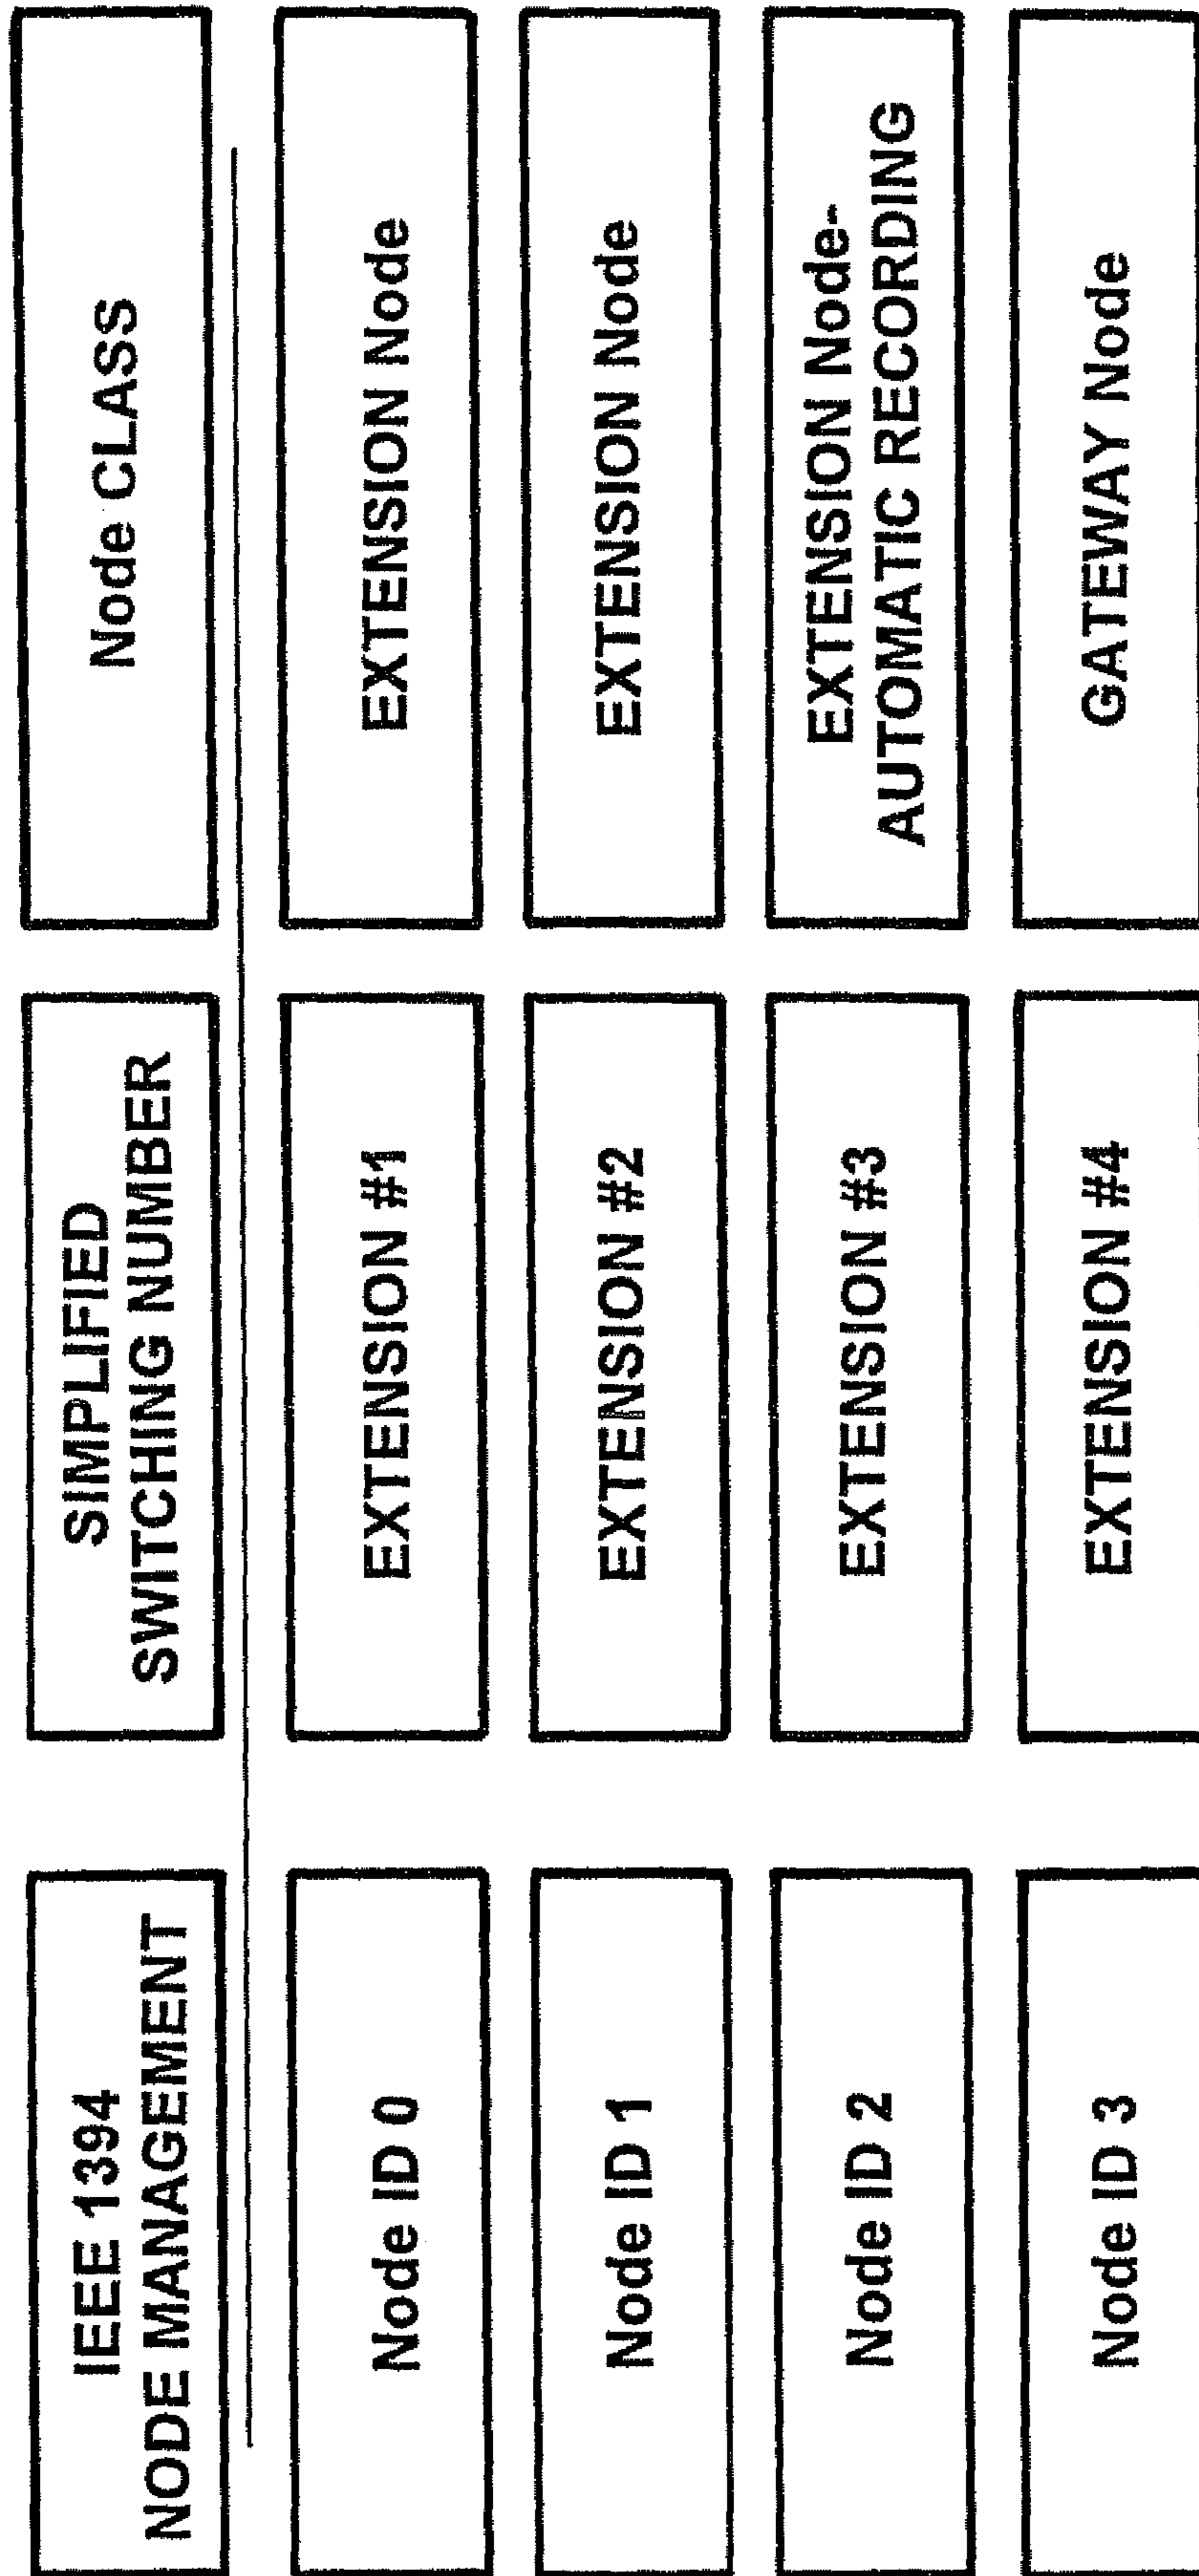 IEEE 1394
NODE MANAGEMENT
SIMPLIFIED
SWITCHING NUMBER
Node CLASS
Node ID 0
EXTENSION #1
EXTENSION Node
Node ID 1
EXTENSION #2
EXTENSION Node
Node ID 2
EXTENSION #3
EXTENSION Node-
AUTOMATIC RECORDING
Node ID 3
EXTENSION #4
GATEWAY Node